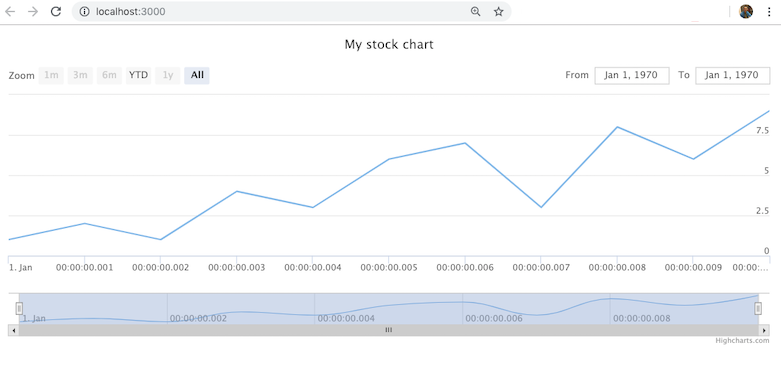 localhost:3000
My stock chart
Zoom 1m 3m 6m YTD 1y All From Jan 1, 1970 To Jan 1, 1970
7.5
5
2.5
0
1. Jan 00:00:00.001 00:00:00.002 00:00:00.003 00:00:00.004 00:00:00.005 00:00:00.006 00:00:00.007 00:00:00.008 00:00:00.009 00:00:...
1. Jan 00:00:00.002 00:00:00.004 00:00:00.006 00:00:00.008
Highcharts.com